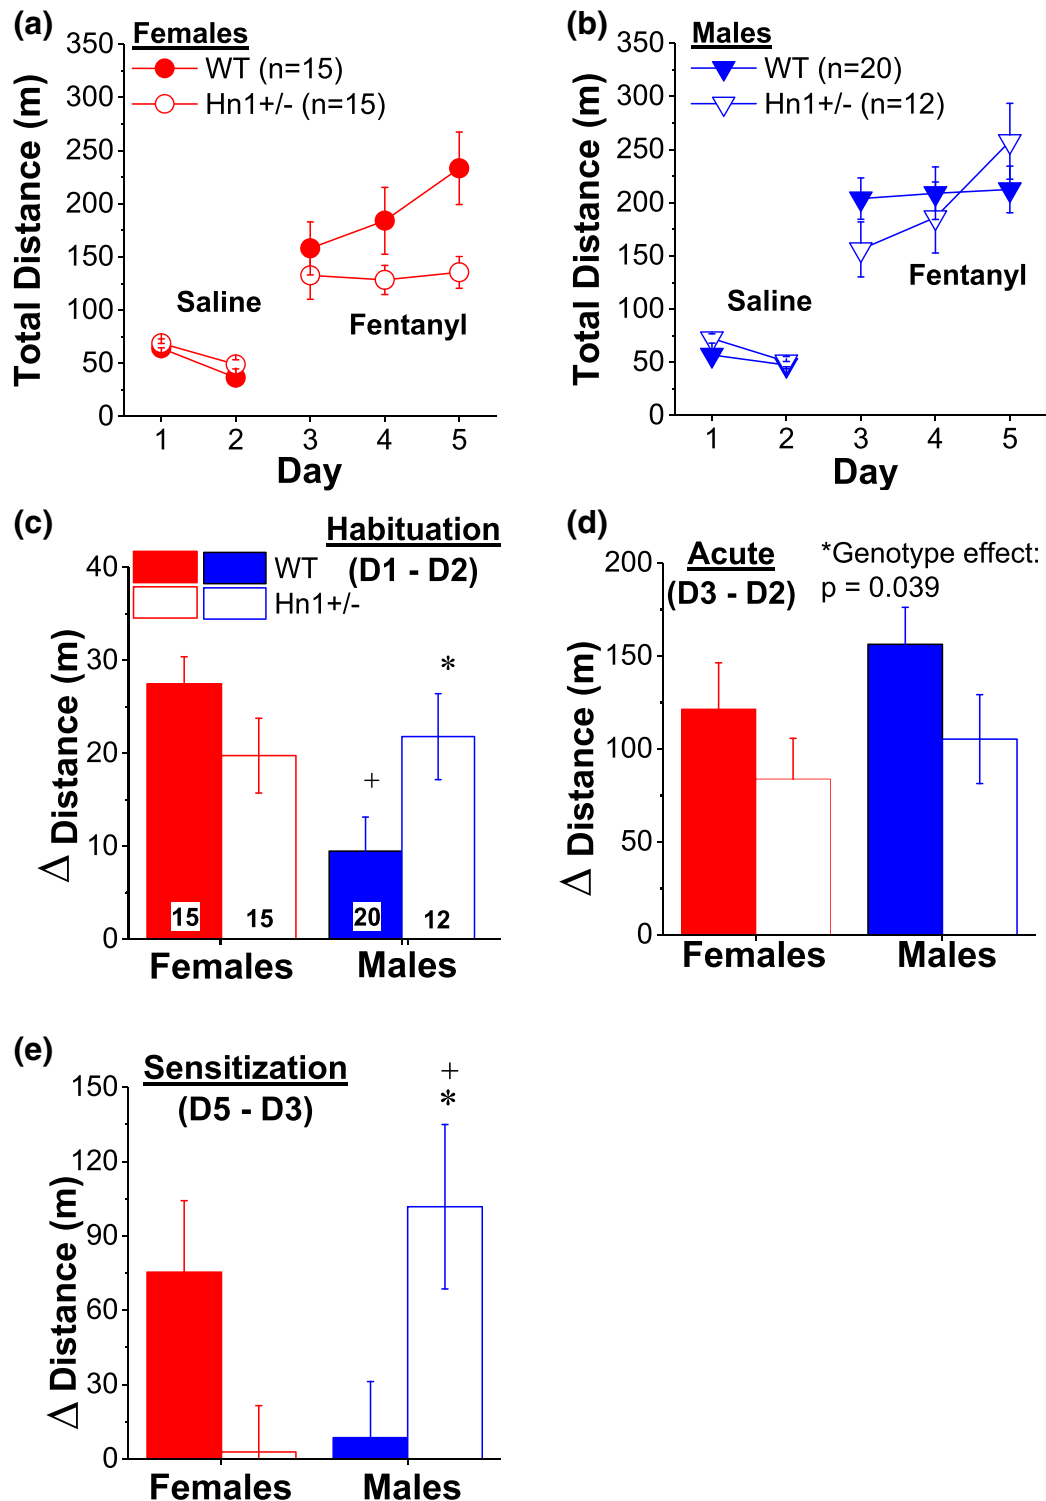 (a)
Females
WT (n=15)
Hn1+/- (n=15)
350
300
250
200
150
100
50
0
Total Distance (m)
Saline
Fentanyl
1 2 3 4 5
Day
(b)
Males
WT (n=20)
Hn1+/- (n=12)
350
300
250
200
150
100
50
0
Total Distance (m)
Saline
Fentanyl
1 2 3 4 5
Day
(c)
Habituation
(D1 - D2)
WT
Hn1+/-
40
30
20
10
0
Δ Distance (m)
+
*
15 15 20 12
Females Males
(d)
Acute
(D3 - D2)
*Genotype effect:
p = 0.039
200
150
100
50
0
Δ Distance (m)
Females Males
(e)
Sensitization
(D5 - D3)
+
*
150
120
90
60
30
0
Δ Distance (m)
Females Males